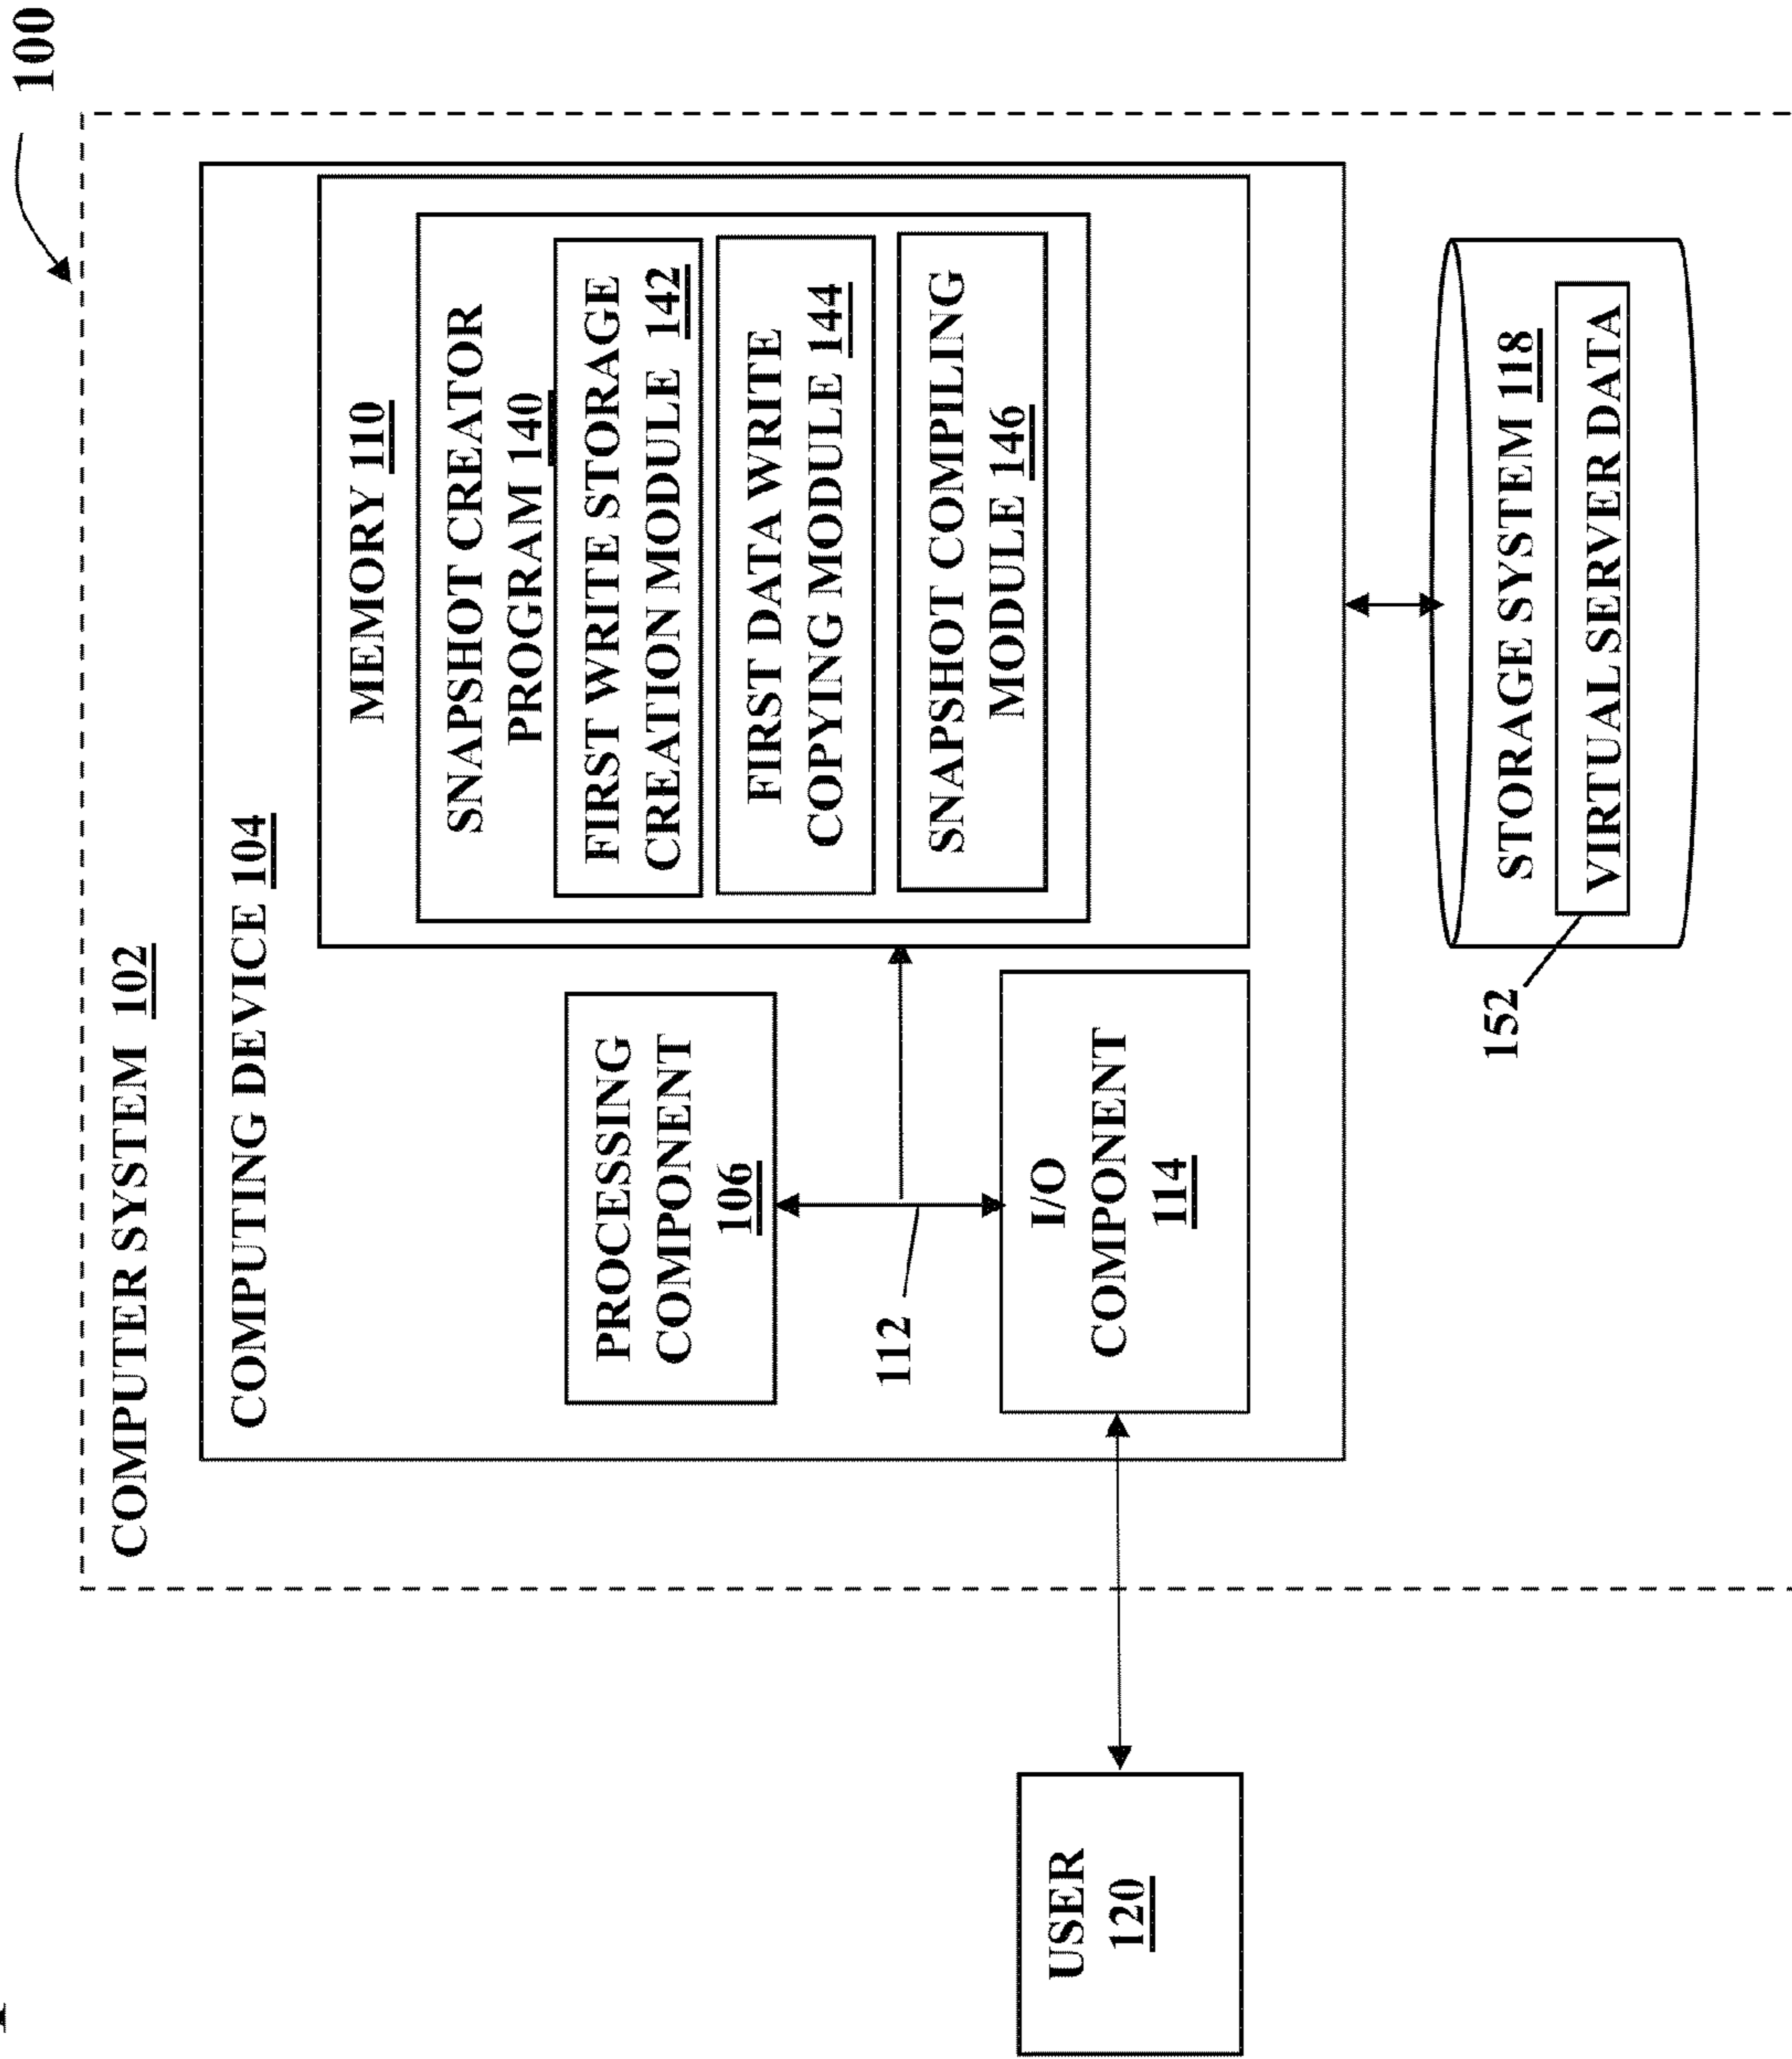 100
COMPUTER SYSTEM 102
COMPUTING DEVICE 104
MEMORY 110
SNAPSHOT CREATOR
PROGRAM 140
FIRST WRITE STORAGE
CREATION MODULE 142
FIRST DATA WRITE
COPYING MODULE 144
SNAPSHOT COMPILING
MODULE 146
PROCESSING
COMPONENT
106
112
I/O
COMPONENT
114
USER
120
STORAGE SYSTEM 118
VIRTUAL SERVER DATA
152